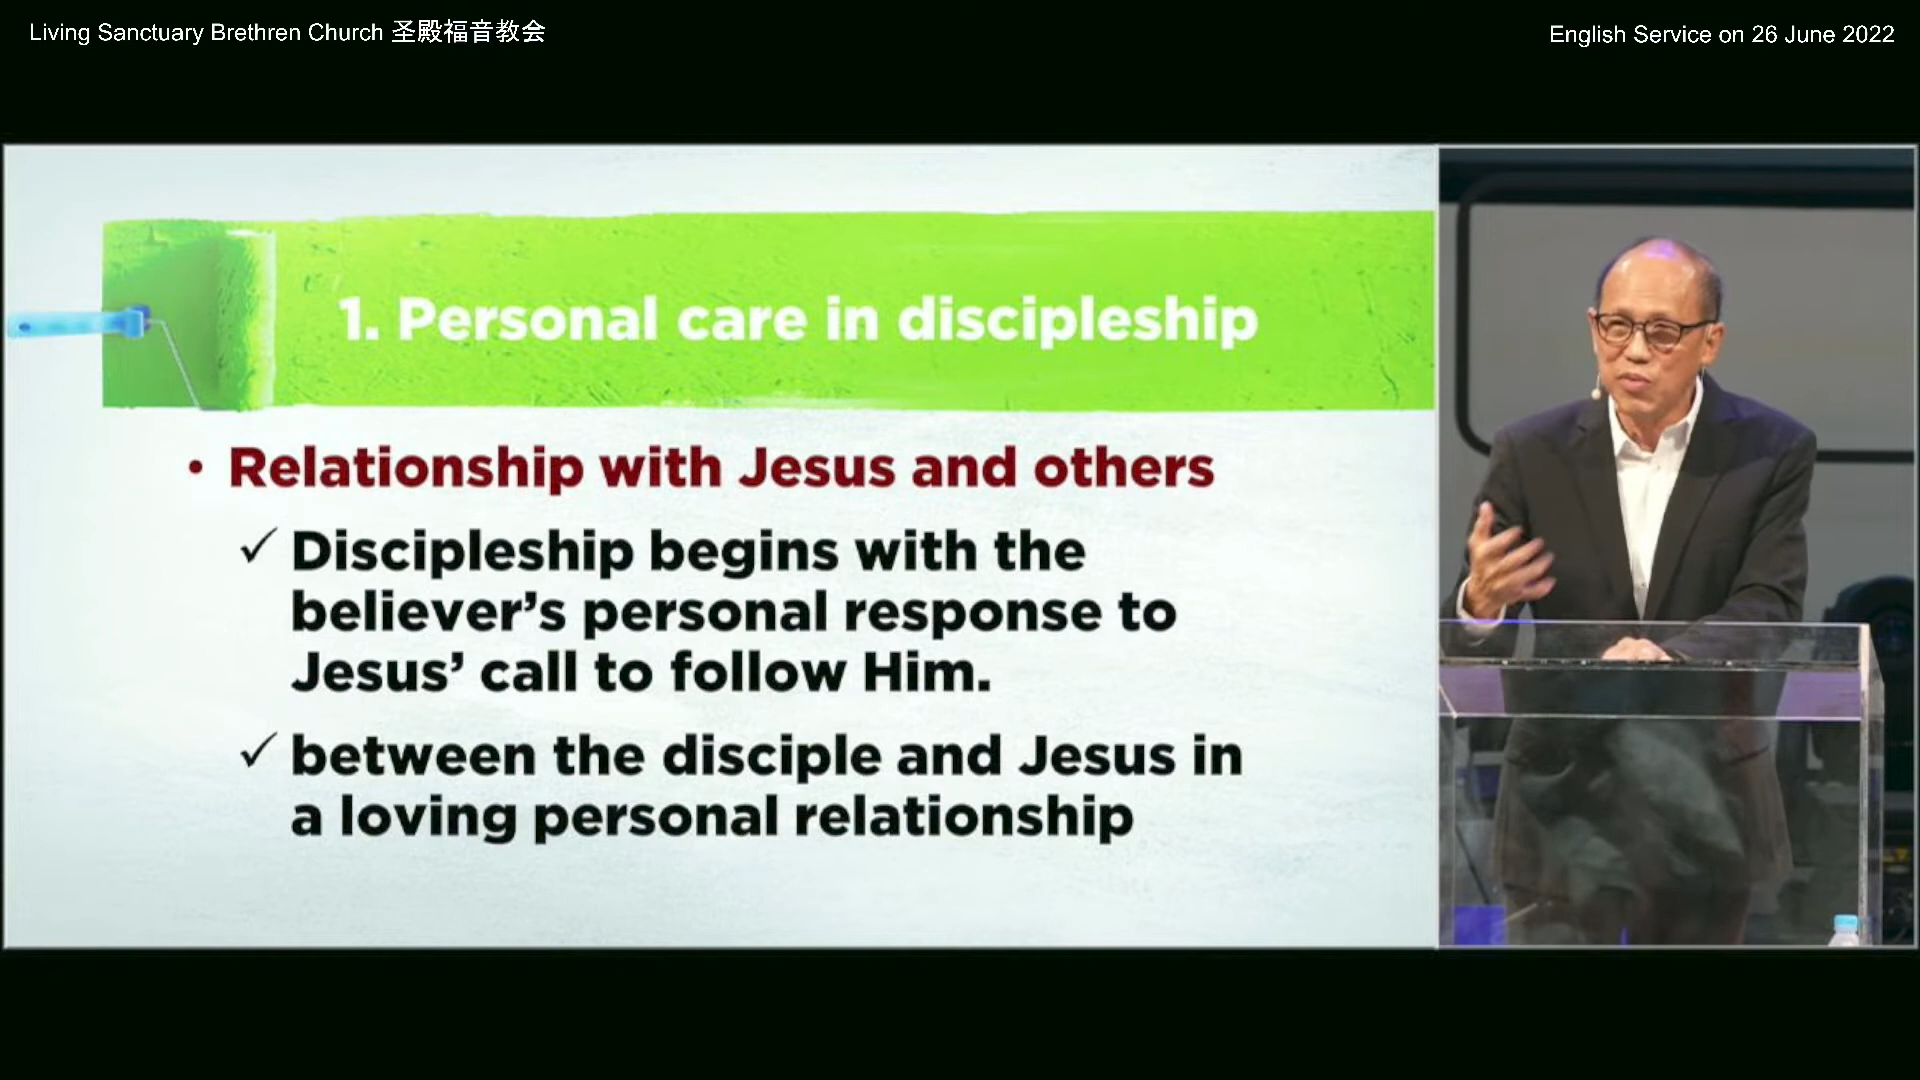 Living Sanctuary Brethren Church 圣殿福音教会
English Service on 26 June 2022
1. Personal care in discipleship
• Relationship with Jesus and others
✓ Discipleship begins with the
believer’s personal response to
Jesus’ call to follow Him.
✓ between the disciple and Jesus in
a loving personal relationship